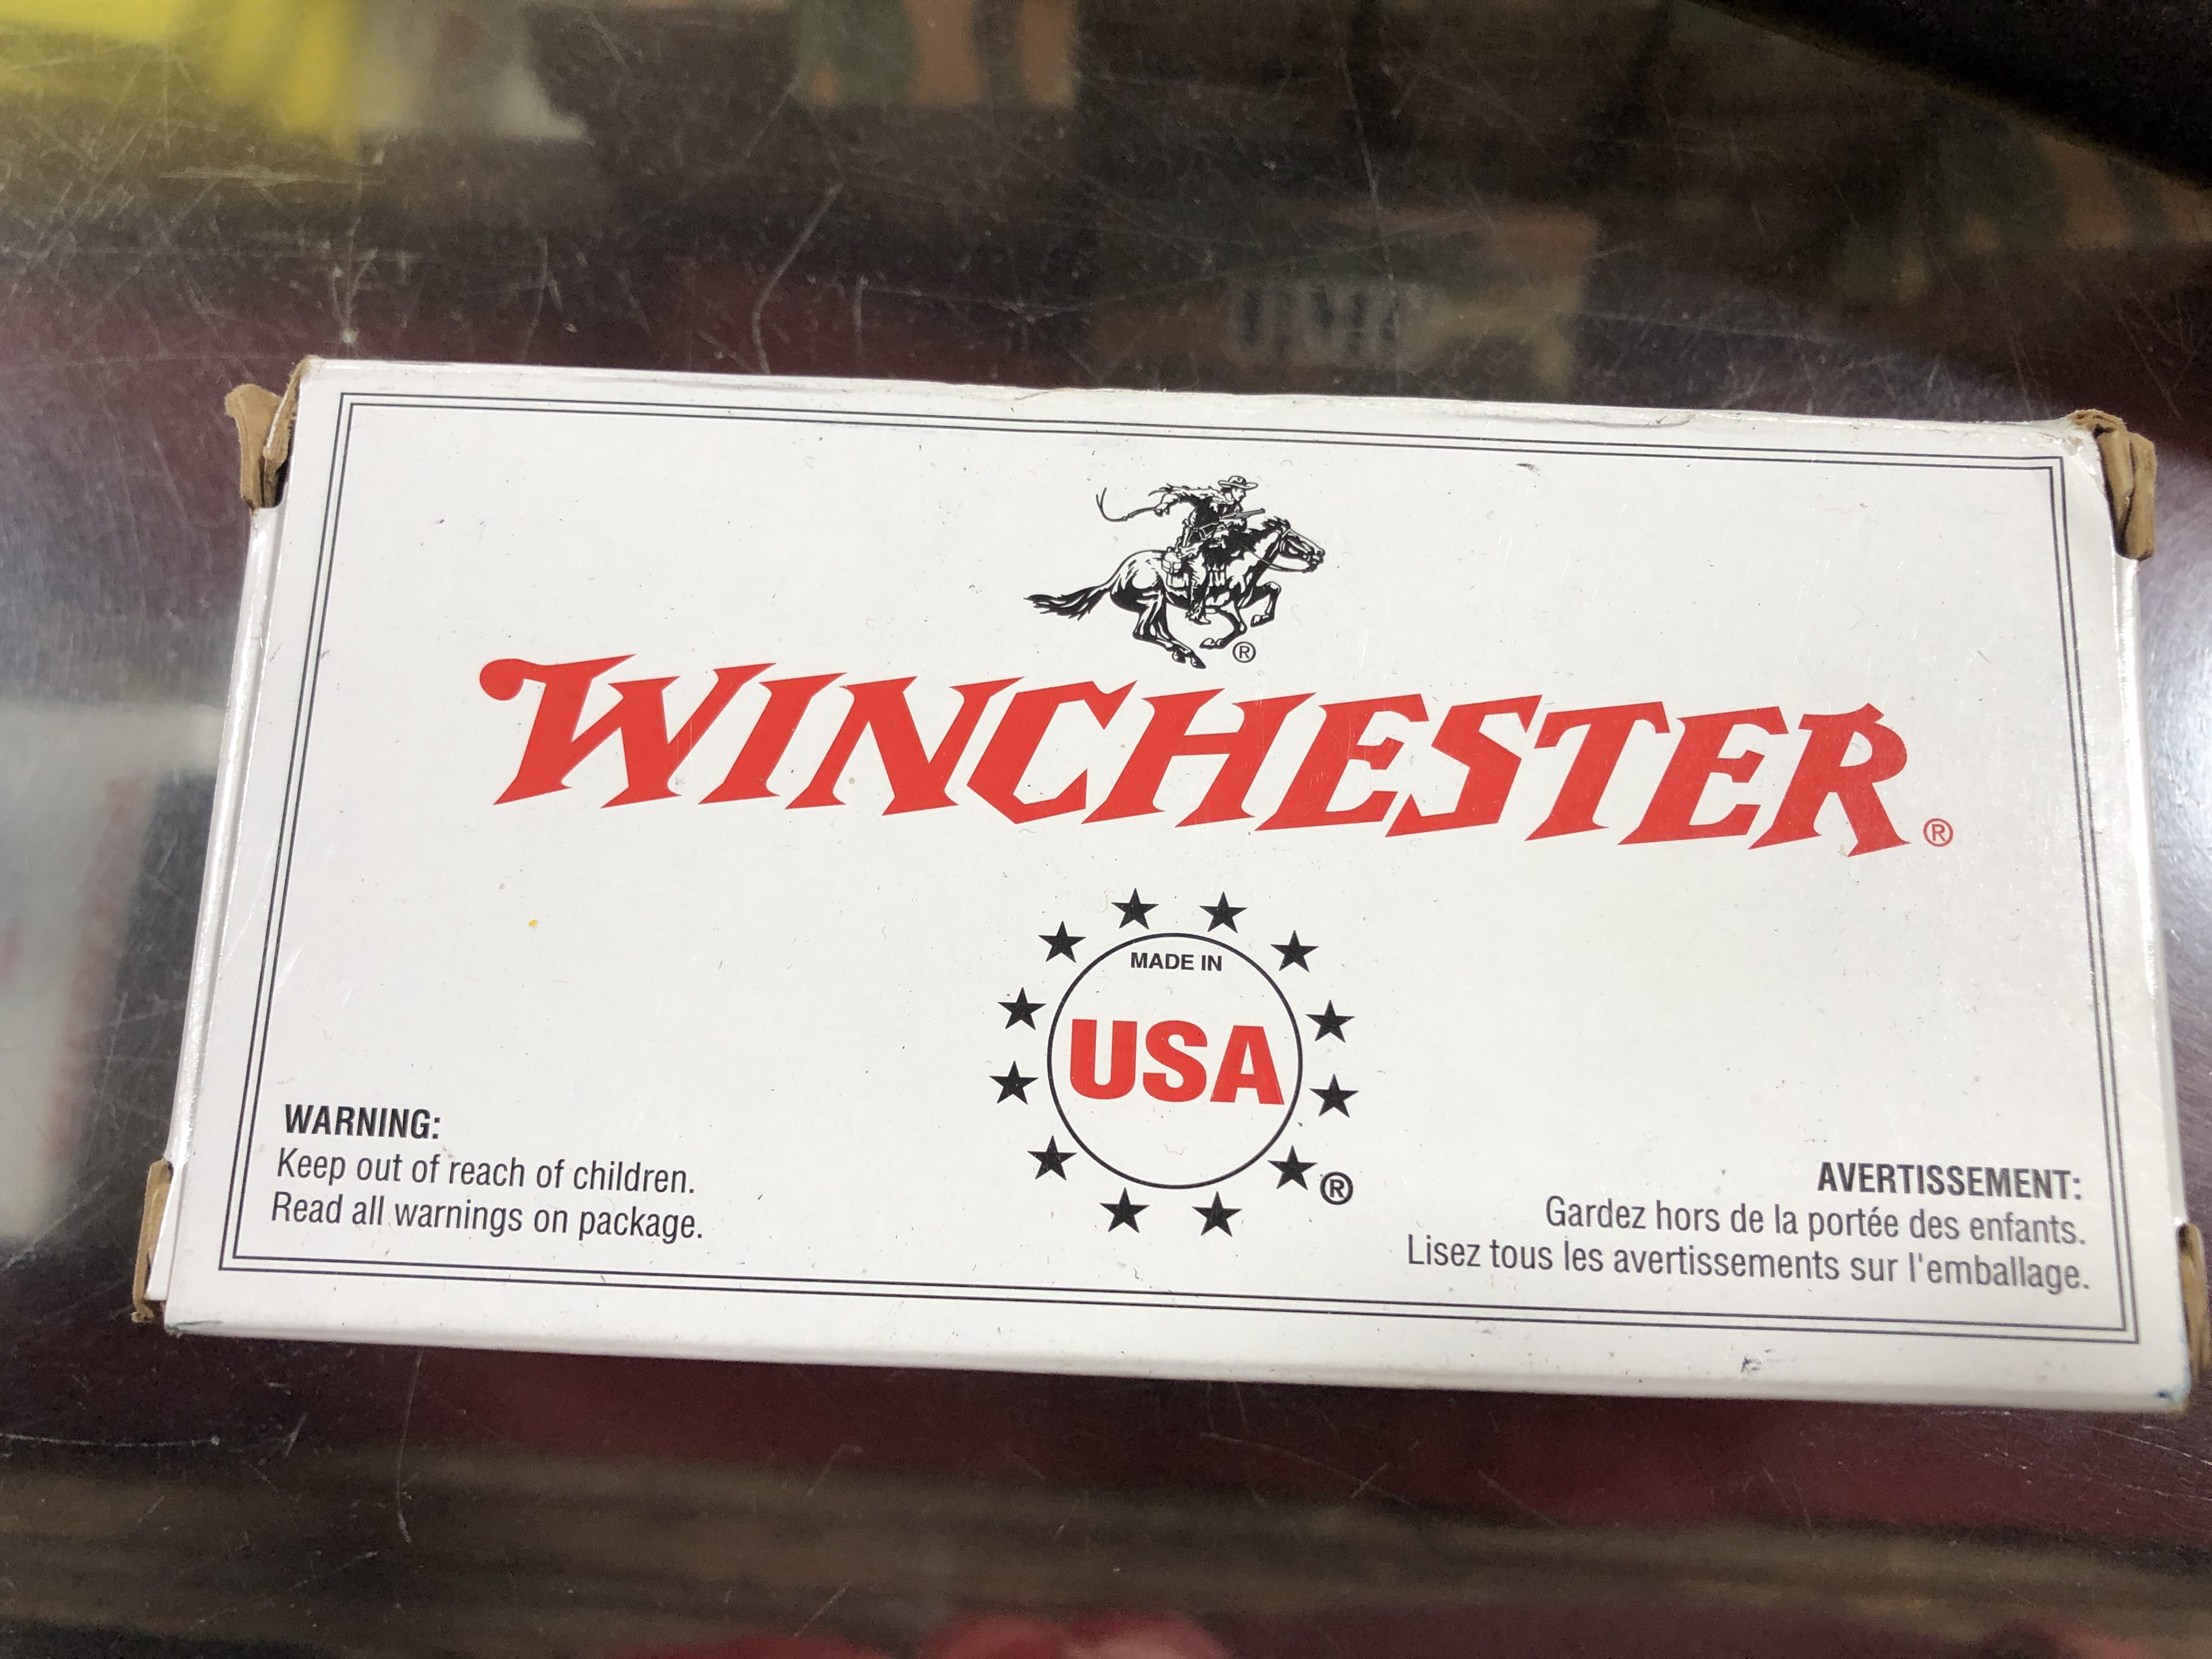 ®
WINCHESTER®
MADE IN
USA
®
WARNING:
Keep out of reach of children.
Read all warnings on package.
AVERTISSEMENT:
Gardez hors de la portée des enfants.
Lisez tous les avertissements sur l'emballage.